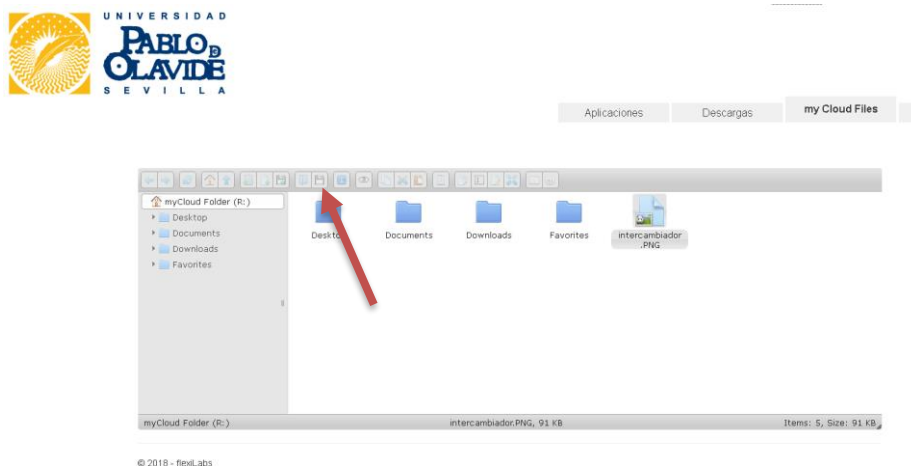 UNIVERSIDAD
PABLO DE
OLAVIDE
SEVILLA
Aplicaciones Descargas my Cloud Files
myCloud Folder (R:)
Desktop
Documents
Downloads
Favorites
Desktop Documents Downloads Favorites intercambiador
.PNG
myCloud Folder (R:) intercambiador.PNG, 91 KB Items: 5, Size: 91 KB
© 2018 - flexiLabs